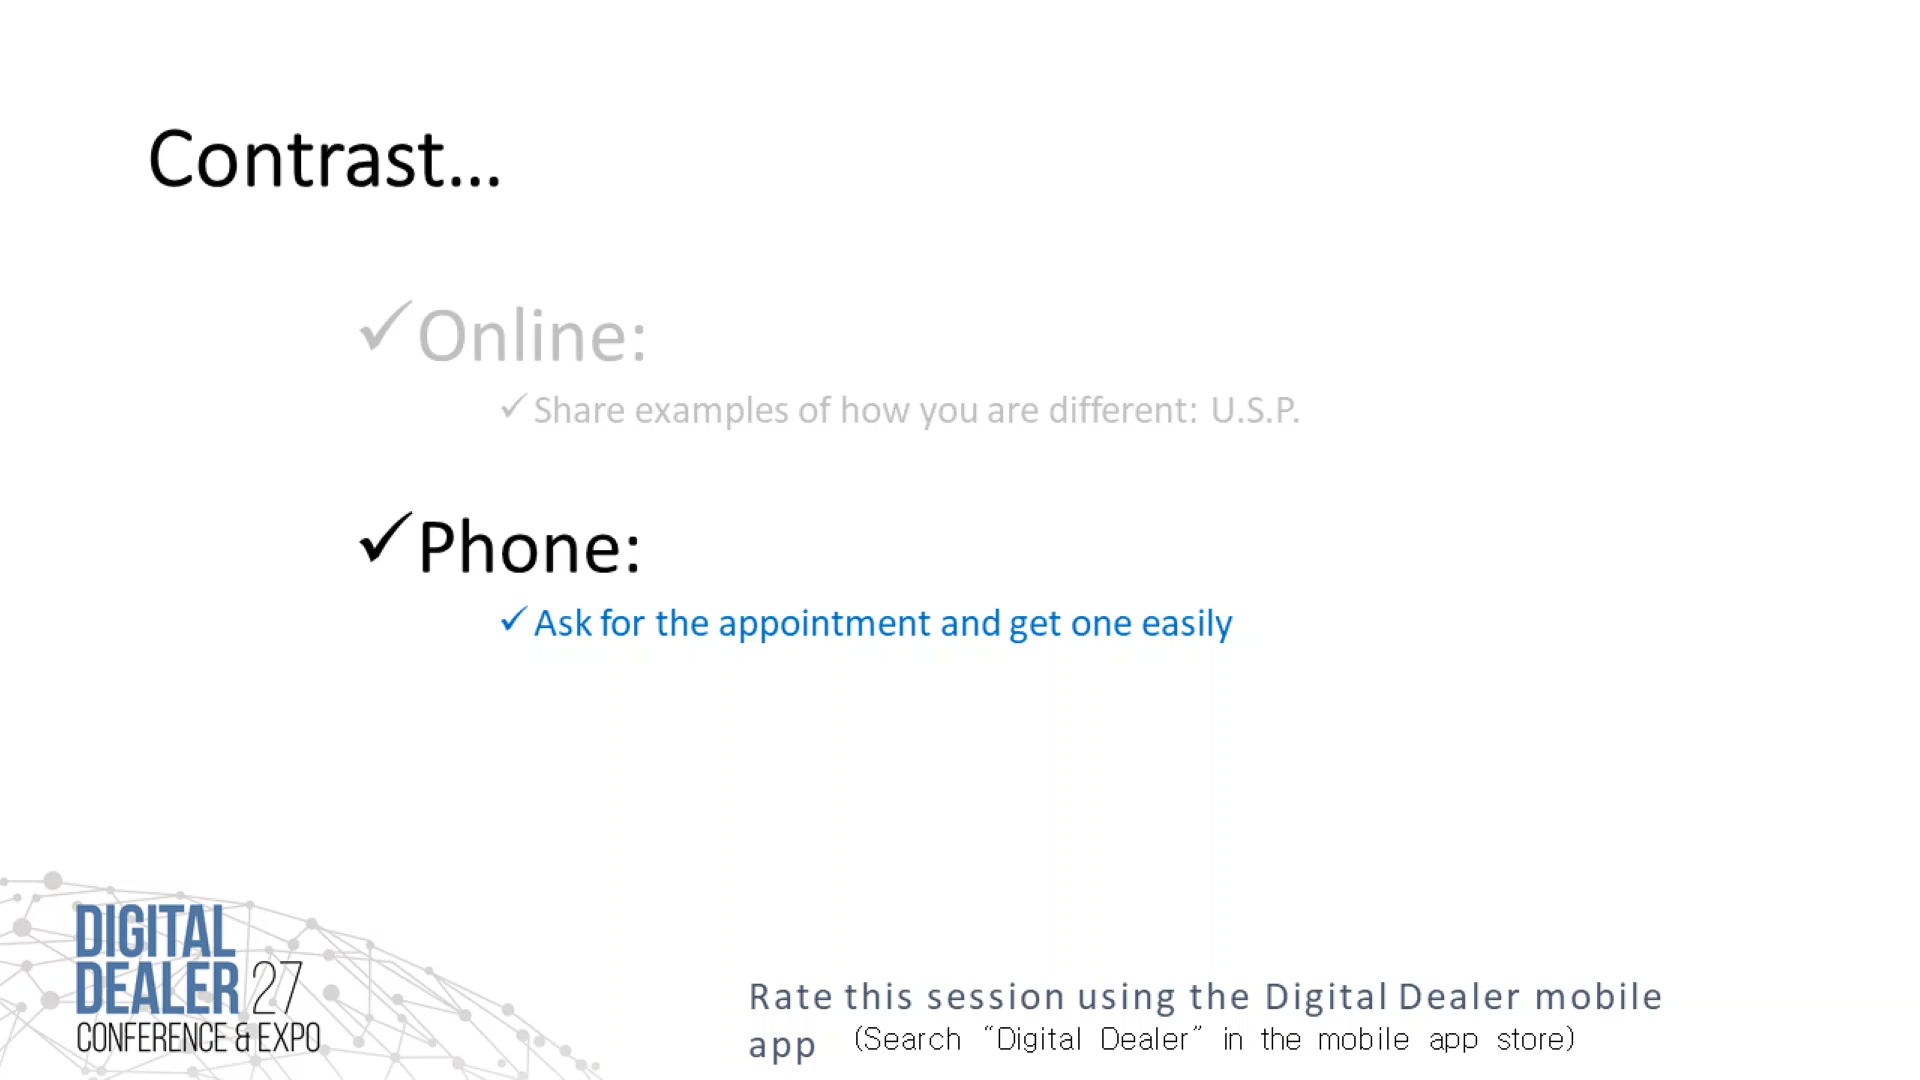 Contrast...
✓Online:
✓Share examples of how you are different: U.S.P.
✓Phone:
✓Ask for the appointment and get one easily
DIGITAL
DEALER 27
CONFERENCE & EXPO
Rate this session using the Digital Dealer mobile
app (Search “Digital Dealer” in the mobile app store)